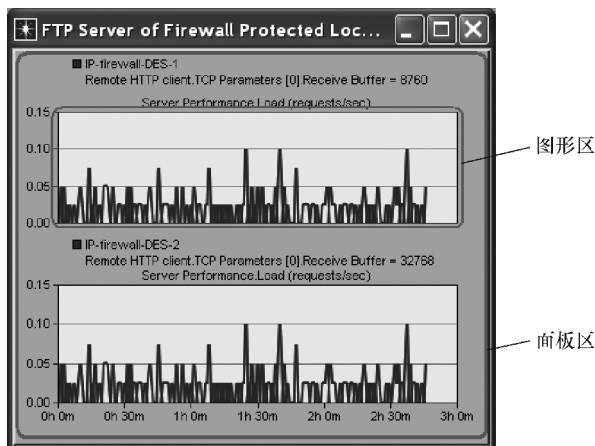 FTP Server of Firewall Protected Loc...
IP-firewall-DES-1
Remote HTTP client.TCP Parameters [0].Receive Buffer = 8760
Server Performance.Load (requests/sec)
0.15
0.10
0.05
0.00
图形区
IP-firewall-DES-2
Remote HTTP client.TCP Parameters [0].Receive Buffer = 32768
Server Performance.Load (requests/sec)
0.15
0.10
0.05
0.00
面板区
0h 0m 0h 30m 1h 0m 1h 30m 2h 0m 2h 30m 3h 0m